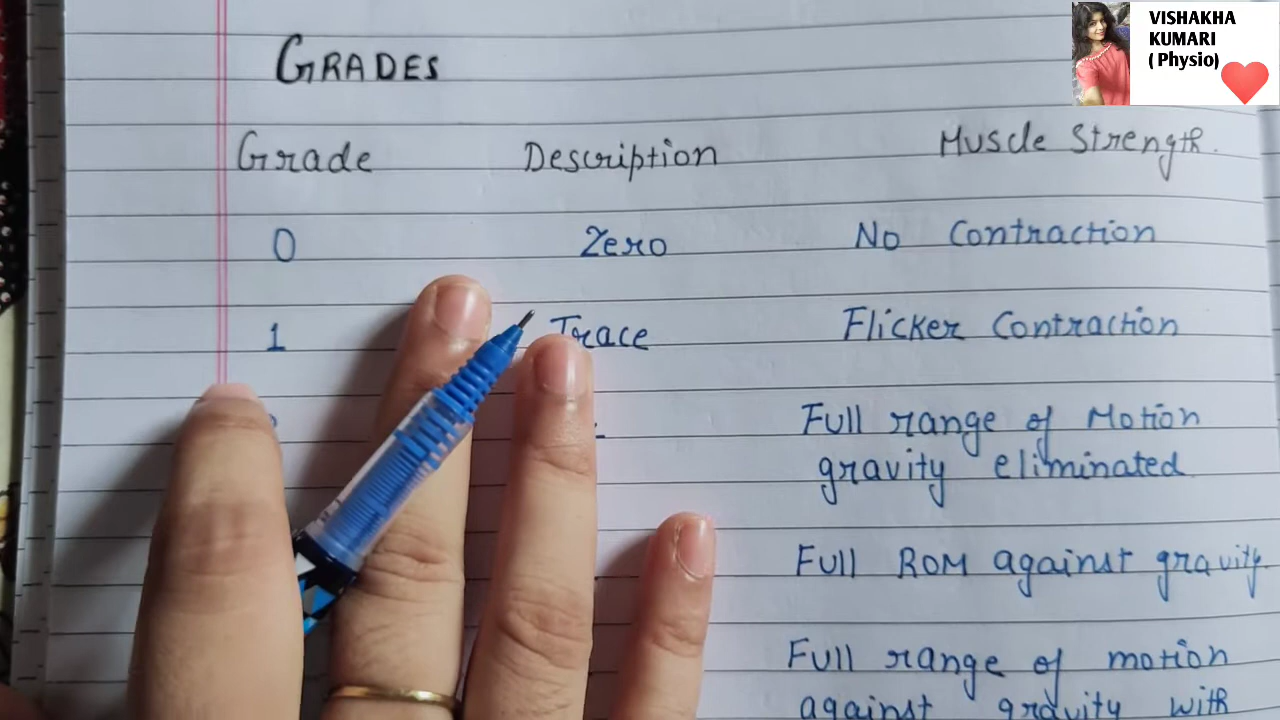 VISHAKHA
KUMARI
( Physio)
GRADES
Grade Description Muscle Strength.
0 Zero No Contraction
1 Trace Flicker Contraction
Full range of Motion
gravity eliminated
Full ROM against gravity
Full range of motion
against gravity with